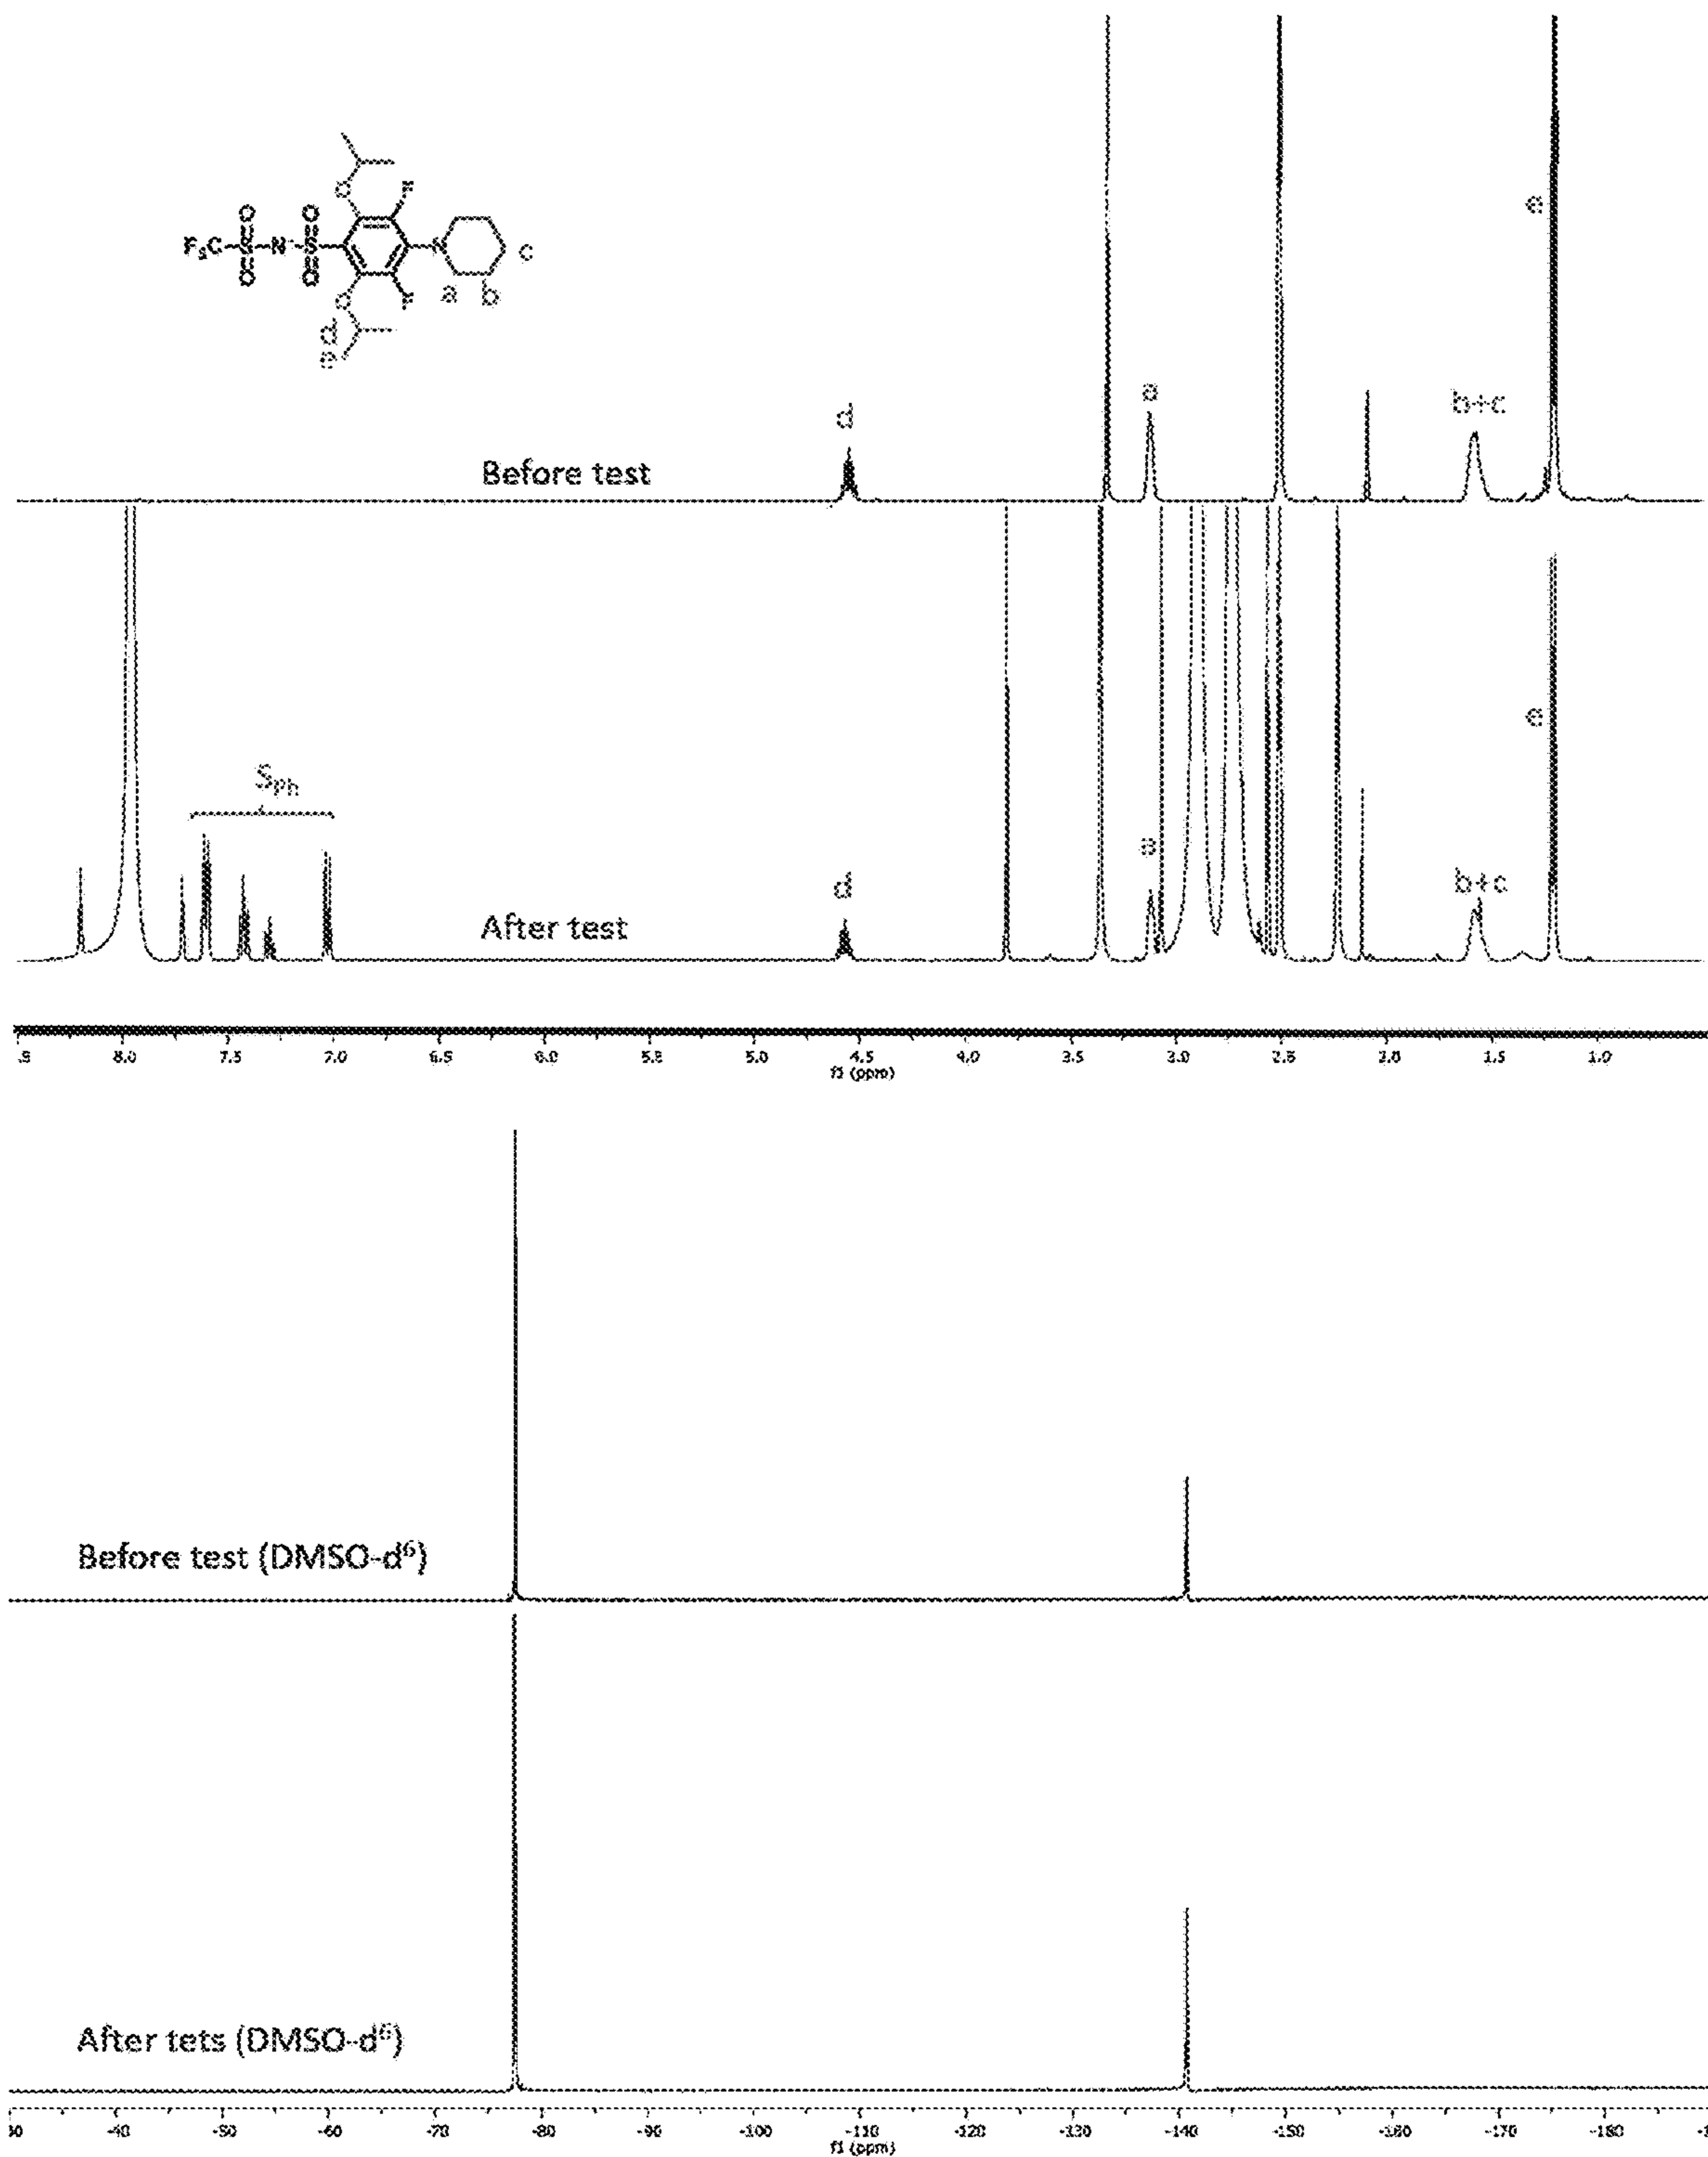 O O O F
F₃C-S-N⁻-S N c
O O O F a b
d
e
e
a
d b+c
Before test
e
SPh
a
d b+c
After test
.5 8.0 7.5 7.0 6.5 6.0 5.5 5.0 4.5 4.0 3.5 3.0 2.5 2.0 1.5 1.0
f1 (ppm)
Before test (DMSO-d⁶)
After tets (DMSO-d⁶)
-40 -50 -60 -70 -80 -90 -100 -110 -120 -130 -140 -150 -160 -170 -180
f1 (ppm)